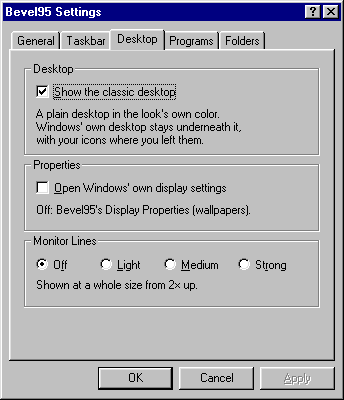 Bevel95 Settings
General Taskbar Desktop Programs Folders
Desktop
Show the classic desktop
A plain desktop in the look's own color.
Windows' own desktop stays underneath it,
with your icons where you left them.
Properties
Open Windows' own display settings
Off: Bevel95's Display Properties (wallpapers).
Monitor Lines
Off Light Medium Strong
Shown at a whole size from 2× up.
OK Cancel Apply